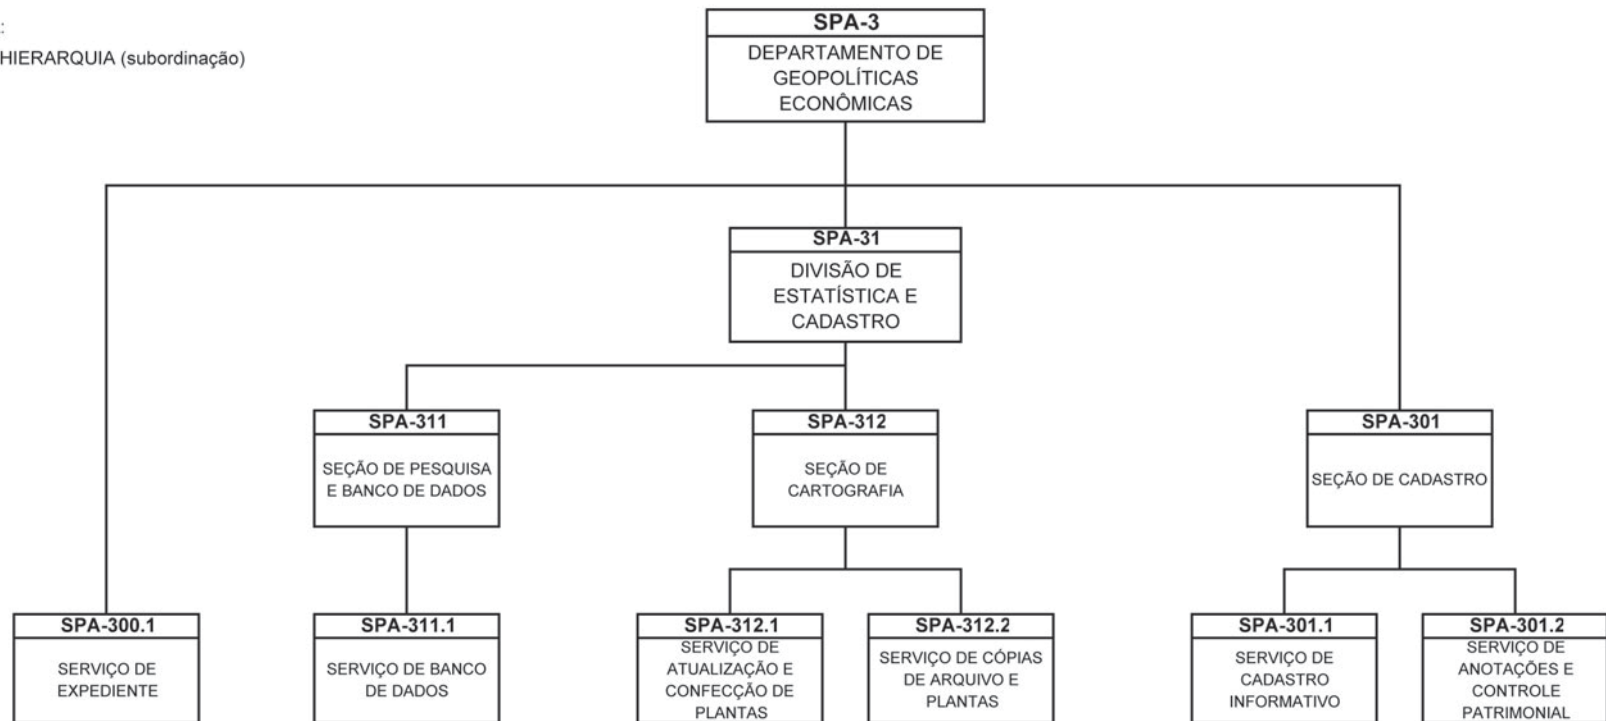 :
HIERARQUIA (subordinação)
SPA-3
DEPARTAMENTO DE
GEOPOLÍTICAS
ECONÔMICAS
SPA-31
DIVISÃO DE
ESTATÍSTICA E
CADASTRO
SPA-311
SEÇÃO DE PESQUISA
E BANCO DE DADOS
SPA-312
SEÇÃO DE
CARTOGRAFIA
SPA-301
SEÇÃO DE CADASTRO
SPA-300.1
SERVIÇO DE
EXPEDIENTE
SPA-311.1
SERVIÇO DE BANCO
DE DADOS
SPA-312.1
SERVIÇO DE
ATUALIZAÇÃO E
CONFECÇÃO DE
PLANTAS
SPA-312.2
SERVIÇO DE CÓPIAS
DE ARQUIVO E
PLANTAS
SPA-301.1
SERVIÇO DE
CADASTRO
INFORMATIVO
SPA-301.2
SERVIÇO DE
ANOTAÇÕES E
CONTROLE
PATRIMONIAL